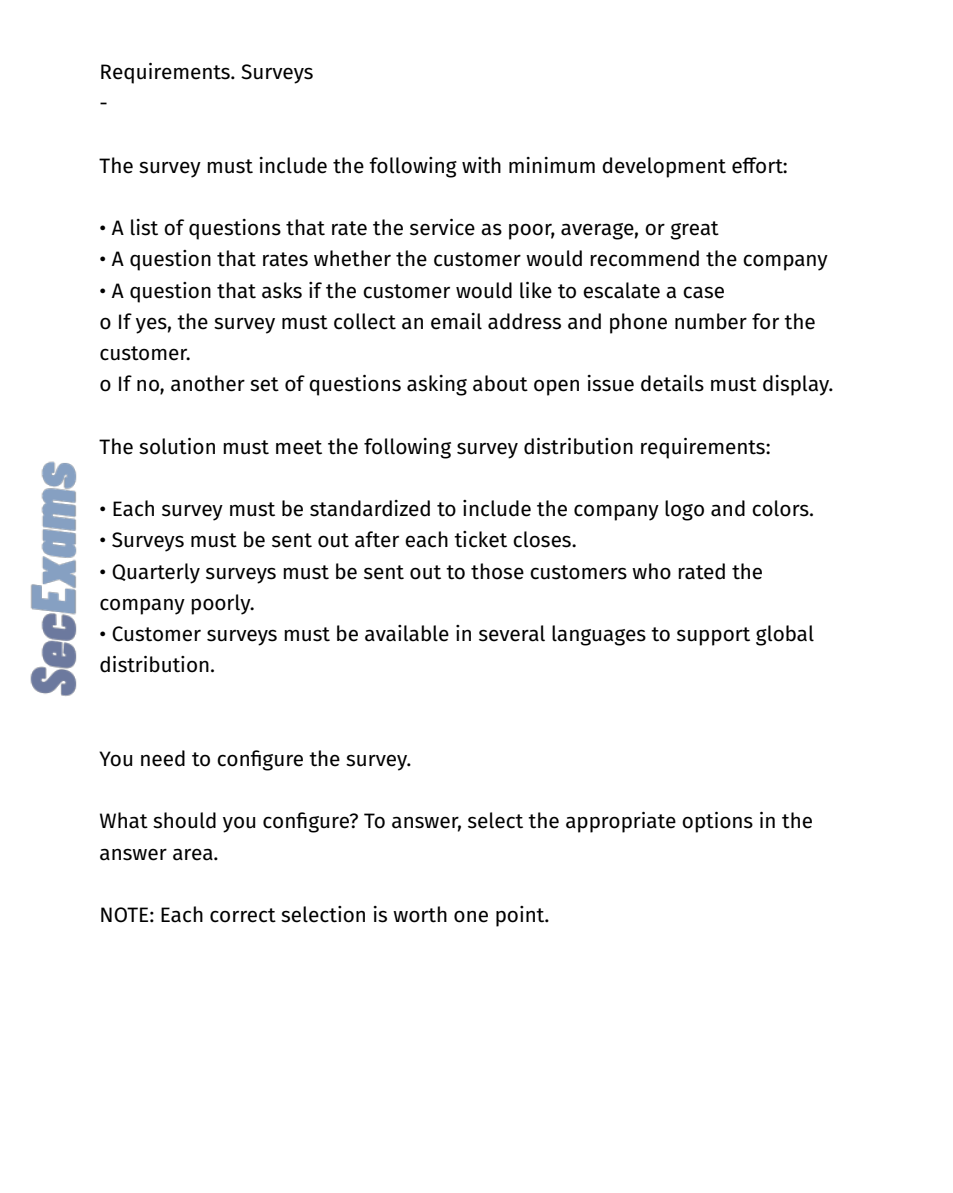 Requirements. Surveys
-
The survey must include the following with minimum development effort:
• A list of questions that rate the service as poor, average, or great
• A question that rates whether the customer would recommend the company
• A question that asks if the customer would like to escalate a case
o If yes, the survey must collect an email address and phone number for the
customer.
o If no, another set of questions asking about open issue details must display.
The solution must meet the following survey distribution requirements:
• Each survey must be standardized to include the company logo and colors.
• Surveys must be sent out after each ticket closes.
• Quarterly surveys must be sent out to those customers who rated the
company poorly.
• Customer surveys must be available in several languages to support global
distribution.
You need to configure the survey.
What should you configure? To answer, select the appropriate options in the
answer area.
NOTE: Each correct selection is worth one point.
SecExams